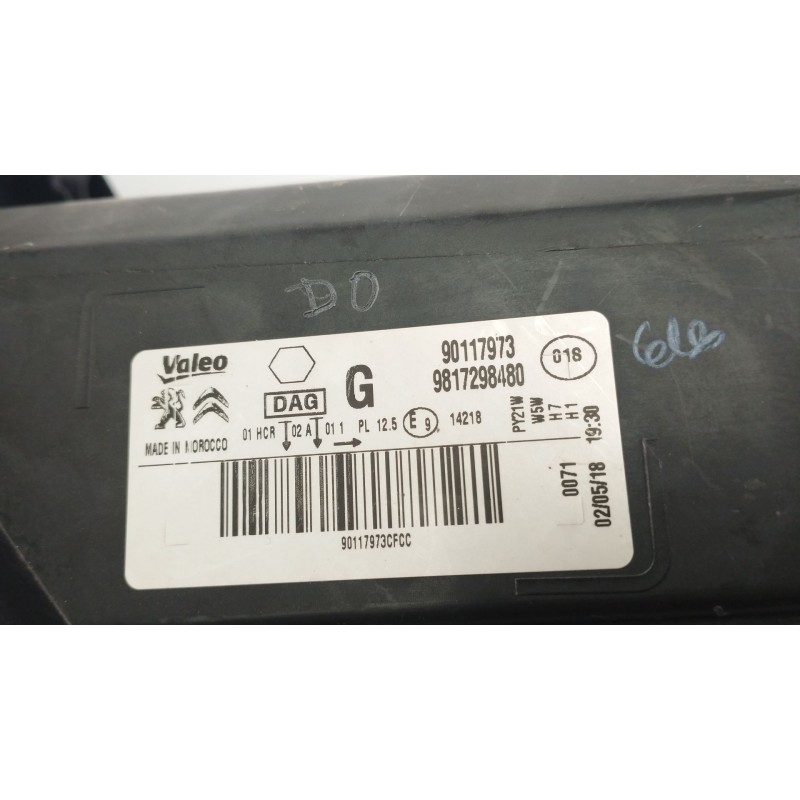 DO
Valeo
G
90117973
018
9817298480
DAG
01 HCR 02 A 01 1 PL 12.5 E 9 14218
MADE IN MOROCCO
PY21W
W5W
H7
H1
0071
02/05/18 19:30
90117973CFCC